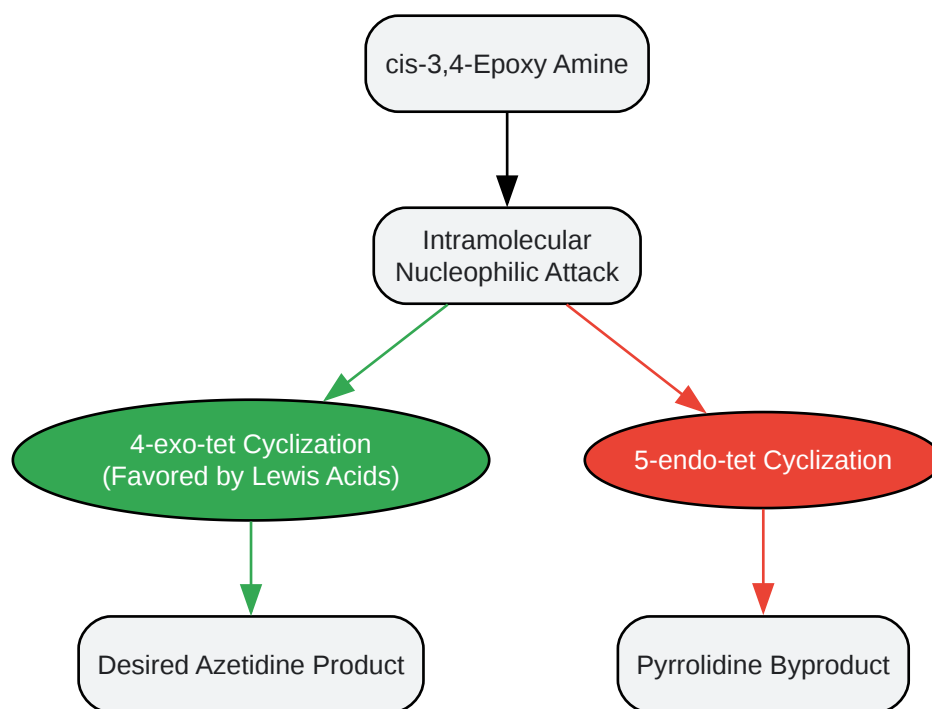 cis-3,4-Epoxy Amine
Intramolecular
Nucleophilic Attack
4-exo-tet Cyclization
(Favored by Lewis Acids)
5-endo-tet Cyclization
Desired Azetidine Product
Pyrrolidine Byproduct